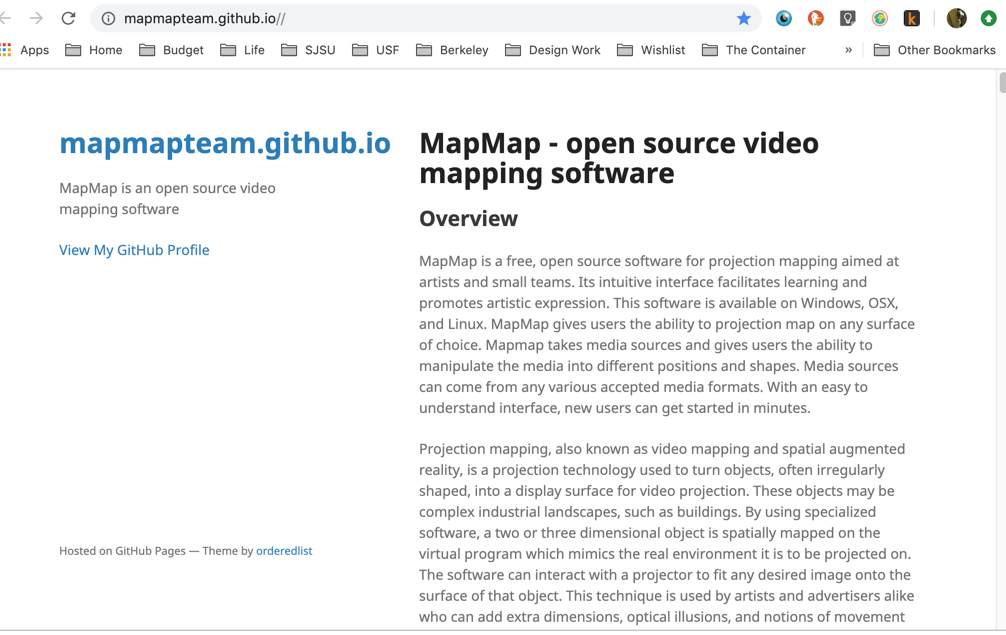 mapmapteam.github.io//
Apps Home Budget Life SJSU USF Berkeley Design Work Wishlist The Container » Other Bookmarks
mapmapteam.github.io
MapMap is an open source video
mapping software
View My GitHub Profile
Hosted on GitHub Pages — Theme by orderedlist
MapMap - open source video
mapping software
Overview
MapMap is a free, open source software for projection mapping aimed at
artists and small teams. Its intuitive interface facilitates learning and
promotes artistic expression. This software is available on Windows, OSX,
and Linux. MapMap gives users the ability to projection map on any surface
of choice. Mapmap takes media sources and gives users the ability to
manipulate the media into different positions and shapes. Media sources
can come from any various accepted media formats. With an easy to
understand interface, new users can get started in minutes.
Projection mapping, also known as video mapping and spatial augmented
reality, is a projection technology used to turn objects, often irregularly
shaped, into a display surface for video projection. These objects may be
complex industrial landscapes, such as buildings. By using specialized
software, a two or three dimensional object is spatially mapped on the
virtual program which mimics the real environment it is to be projected on.
The software can interact with a projector to fit any desired image onto the
surface of that object. This technique is used by artists and advertisers alike
who can add extra dimensions, optical illusions, and notions of movement